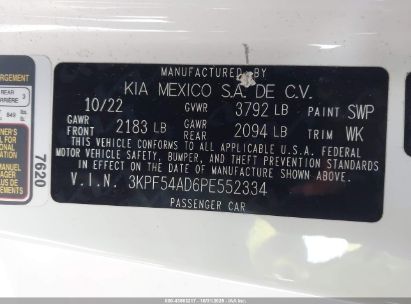 MANUFACTURED BY
KIA MEXICO S.A. DE C.V.
10/22 GVWR 3792 LB PAINT SWP
GAWR FRONT 2183 LB GAWR REAR 2094 LB TRIM WK
THIS VEHICLE CONFORMS TO ALL APPLICABLE U.S.A. FEDERAL
MOTOR VEHICLE SAFETY, BUMPER, AND THEFT PREVENTION STANDARDS
IN EFFECT ON THE DATE OF MANUFACTURE SHOWN ABOVE.
V.I.N. 3KPF54AD6PE552334
PASSENGER CAR
7620
849